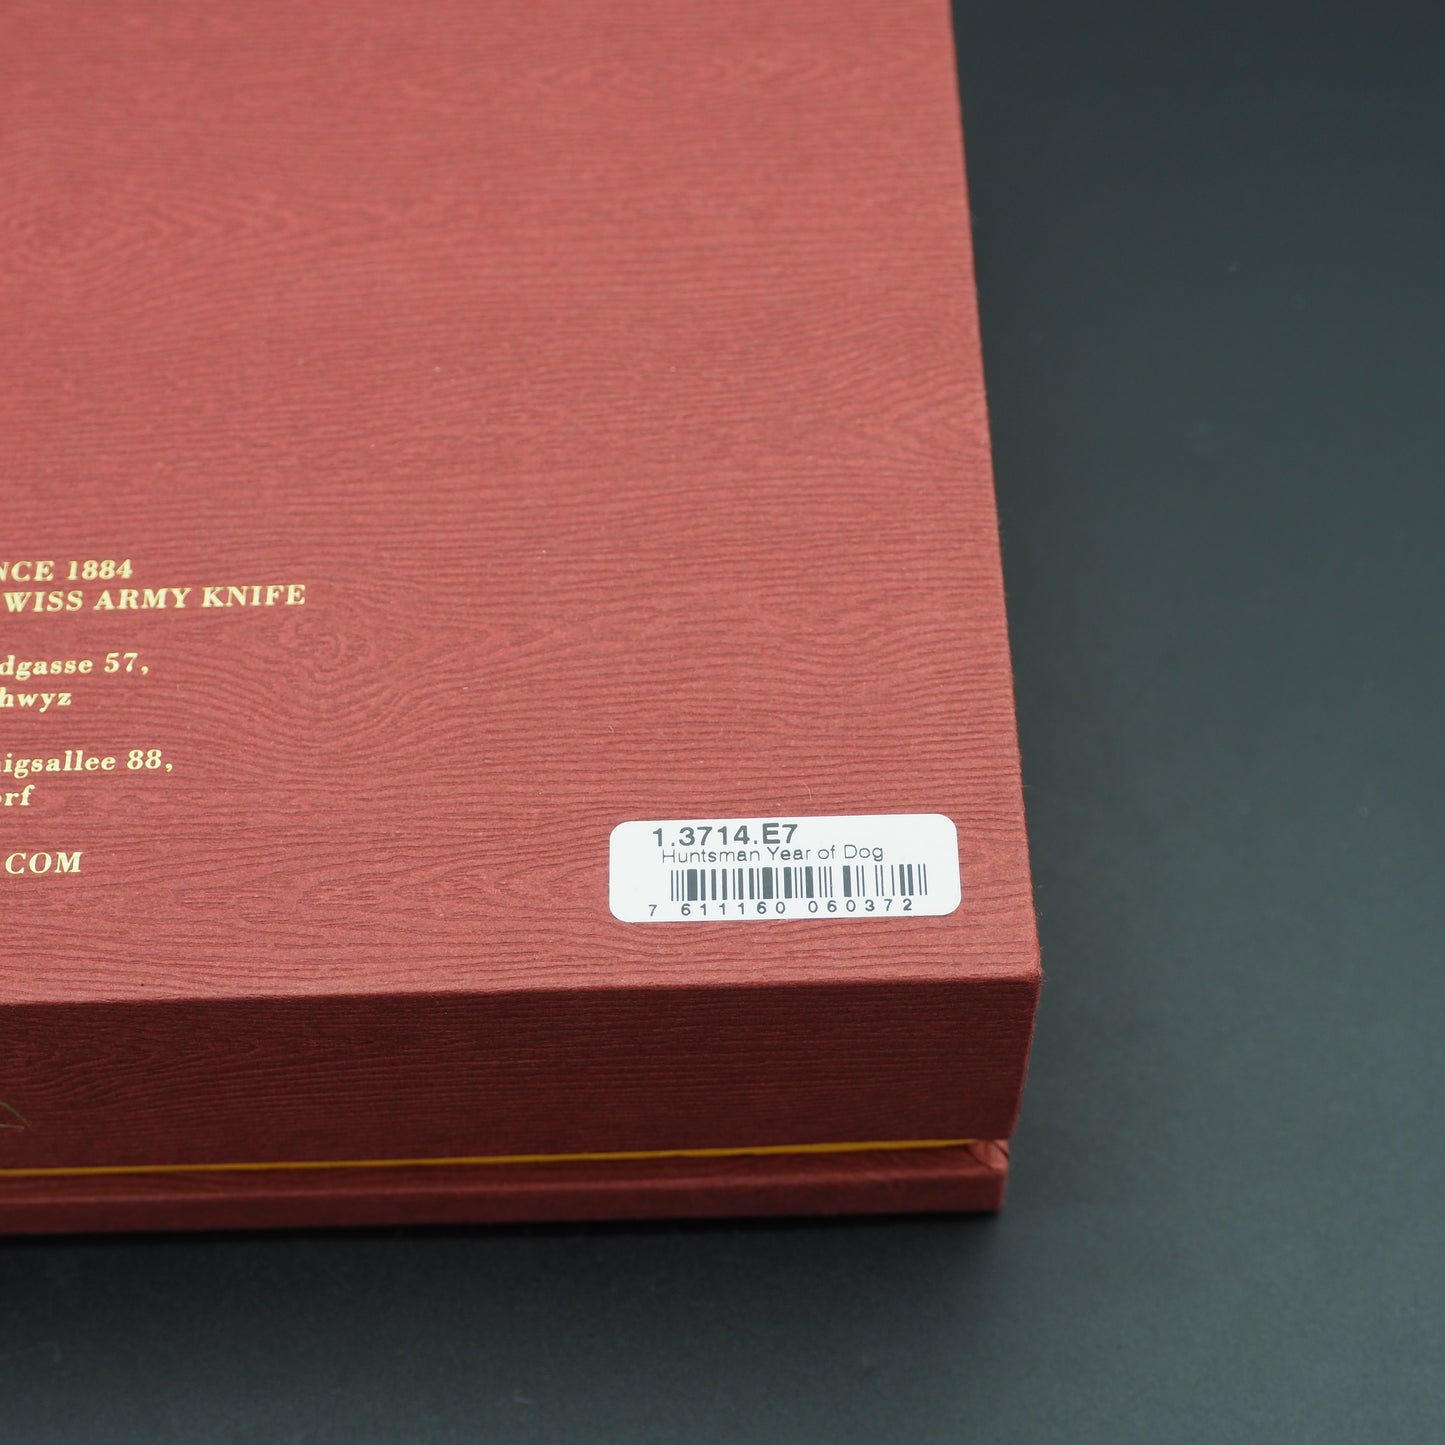 NCE 1884
WISS ARMY KNIFE
dgasse 57,
hwyz
igsallee 88,
orf
.COM
1.3714.E7
Huntsman Year of Dog
7 611160 060372